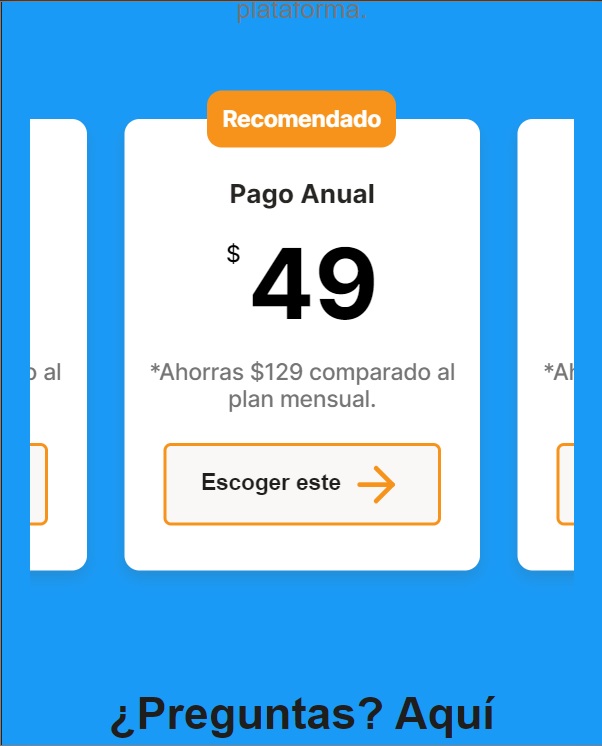 plataforma.
Recomendado
Pago Anual
$ 49
o al
*Ahorras $129 comparado al
plan mensual.
*Ah
Escoger este
¿Preguntas? Aquí